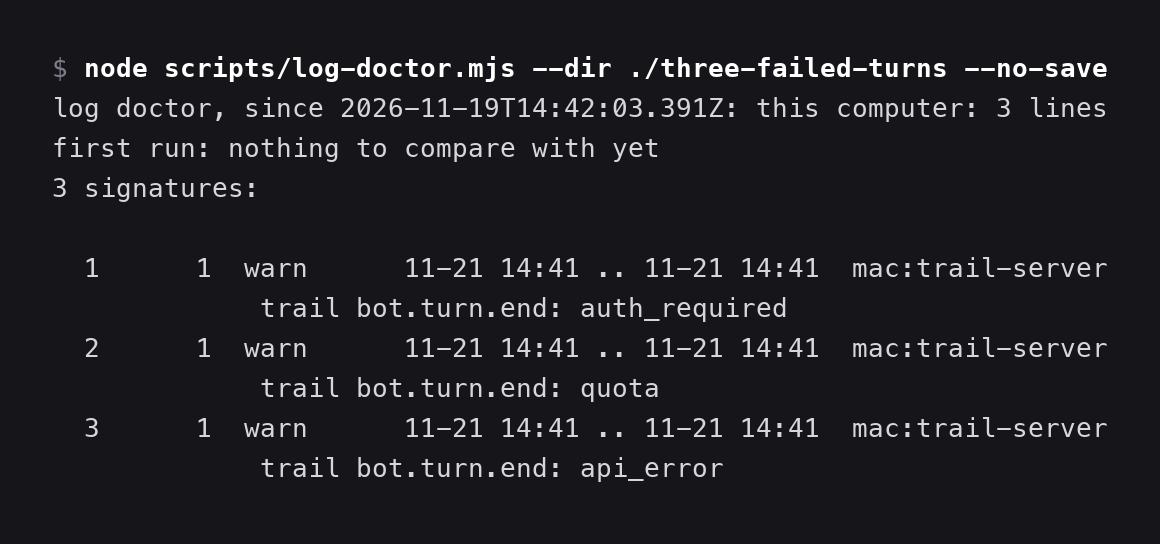 $ node scripts/log-doctor.mjs --dir ./three-failed-turns --no-save
log doctor, since 2026-11-19T14:42:03.391Z: this computer: 3 lines
first run: nothing to compare with yet
3 signatures:
1 1 warn 11-21 14:41 .. 11-21 14:41 mac:trail-server
trail bot.turn.end: auth_required
2 1 warn 11-21 14:41 .. 11-21 14:41 mac:trail-server
trail bot.turn.end: quota
3 1 warn 11-21 14:41 .. 11-21 14:41 mac:trail-server
trail bot.turn.end: api_error